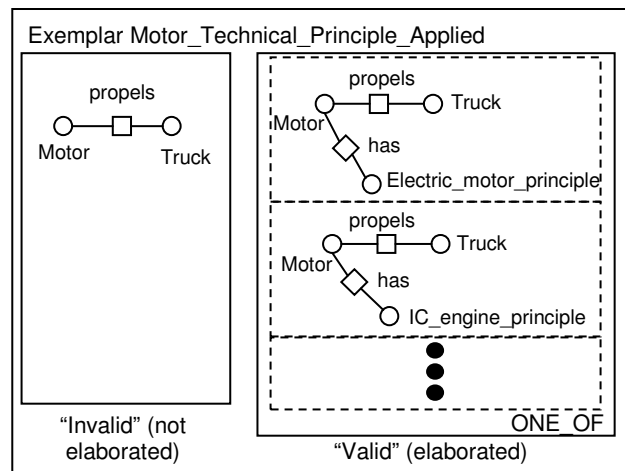 Exemplar Motor_Technical_Principle_Applied
propels
Motor
Truck
propels
Truck
Motor
has
Electric_motor_principle
propels
Truck
Motor
has
IC_engine_principle
ONE_OF
“Invalid” (not
elaborated)
“Valid” (elaborated)